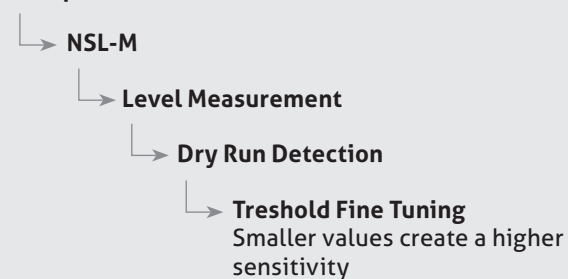 NSL-M
Level Measurement
Dry Run Detection
Treshold Fine Tuning
Smaller values create a higher
sensitivity